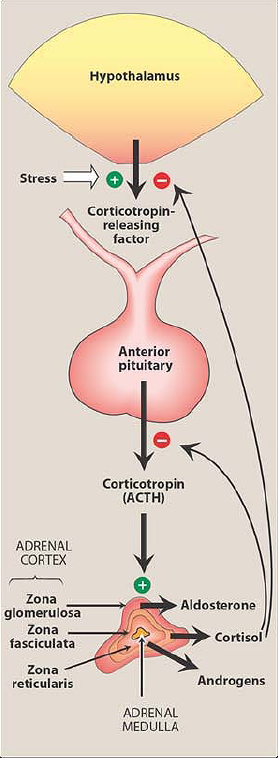 Hypothalamus
Stress
+
−
Corticotropin-
releasing
factor
Anterior
pituitary
−
Corticotropin
(ACTH)
ADRENAL
CORTEX
+
Zona
glomerulosa
Aldosterone
Zona
fasciculata
Cortisol
Zona
reticularis
Androgens
ADRENAL
MEDULLA